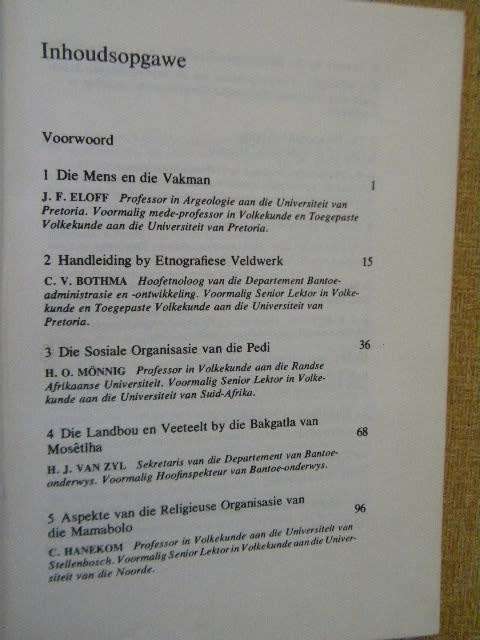 Inhoudsopgawe
Voorwoord
1 Die Mens en die Vakman 1
J. F. ELOFF Professor in Argeologie aan die Universiteit van
Pretoria. Voormalig mede-professor in Volkekunde en Toegepaste
Volkekunde aan die Universiteit van Pretoria.
2 Handleiding by Etnografiese Veldwerk 15
C. V. BOTHMA Hoofetnoloog van die Departement Bantoe-
administrasie en -ontwikkeling. Voormalig Senior Lektor in Volke-
kunde en Toegepaste Volkekunde aan die Universiteit van
Pretoria.
3 Die Sosiale Organisasie van die Pedi 36
H. O. MÖNNIG Professor in Volkekunde aan die Randse
Afrikaanse Universiteit. Voormalig Senior Lektor in Volke-
kunde aan die Universiteit van Suid-Afrika.
4 Die Landbou en Veeteelt by die Bakgatla van
Mosêtlha 68
H. J. VAN ZYL Sekretaris van die Departement van Bantoe-
onderwys. Voormalig Hoofinspekteur van Bantoe-onderwys.
5 Aspekte van die Religieuse Organisasie van
die Mamabolo 96
C. HANEKOM Professor in Volkekunde aan die Universiteit van
Stellenbosch. Voormalig Senior Lektor in Volkekunde aan die Univer-
siteit van die Noorde.